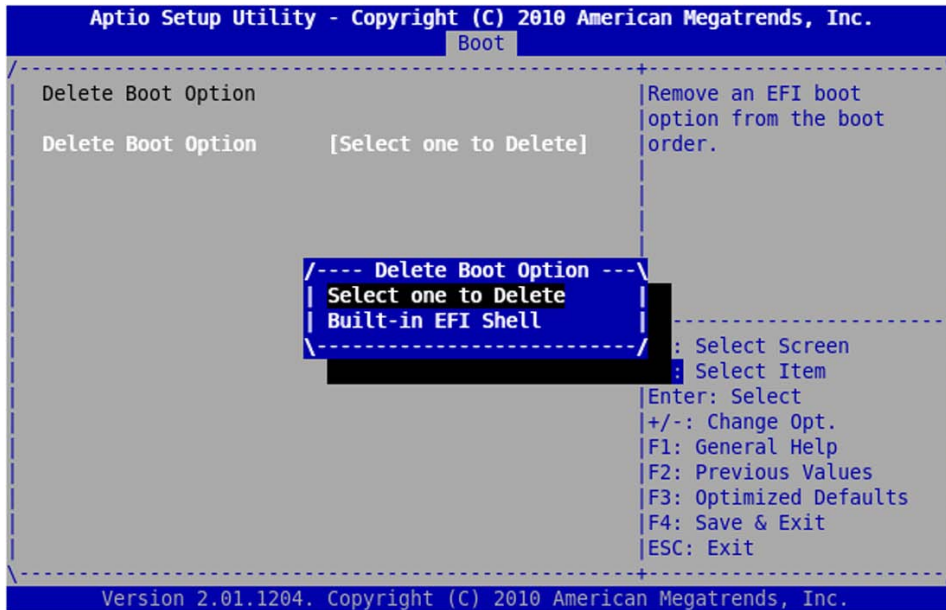 Aptio Setup Utility - Copyright (C) 2010 American Megatrends, Inc.
Boot
Delete Boot Option
Delete Boot Option [Select one to Delete]
Remove an EFI boot
option from the boot
order.
/---- Delete Boot Option ---\
Select one to Delete
Built-in EFI Shell
: Select Screen
: Select Item
Enter: Select
+/-: Change Opt.
F1: General Help
F2: Previous Values
F3: Optimized Defaults
F4: Save & Exit
ESC: Exit
Version 2.01.1204. Copyright (C) 2010 American Megatrends, Inc.